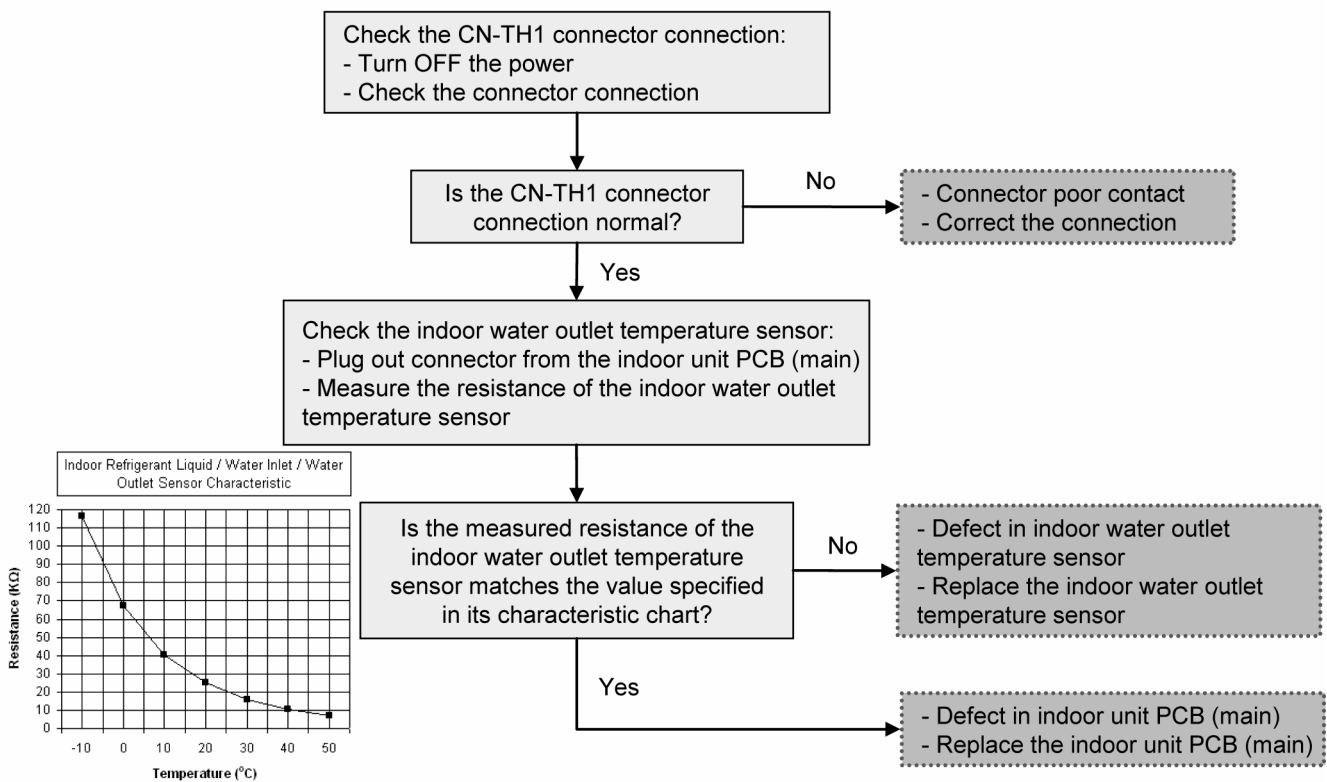 Check the CN-TH1 connector connection:
- Turn OFF the power
- Check the connector connection
Is the CN-TH1 connector
connection normal?
No
- Connector poor contact
- Correct the connection
Yes
Check the indoor water outlet temperature sensor:
- Plug out connector from the indoor unit PCB (main)
- Measure the resistance of the indoor water outlet
temperature sensor
Indoor Refrigerant Liquid / Water Inlet / Water
Outlet Sensor Characteristic
120
110
100
90
80
70
60
50
40
30
20
10
0
Resistance (KΩ)
-10 0 10 20 30 40 50
Temperature (°C)
Is the measured resistance of the
indoor water outlet temperature
sensor matches the value specified
in its characteristic chart?
No
- Defect in indoor water outlet
temperature sensor
- Replace the indoor water outlet
temperature sensor
Yes
- Defect in indoor unit PCB (main)
- Replace the indoor unit PCB (main)